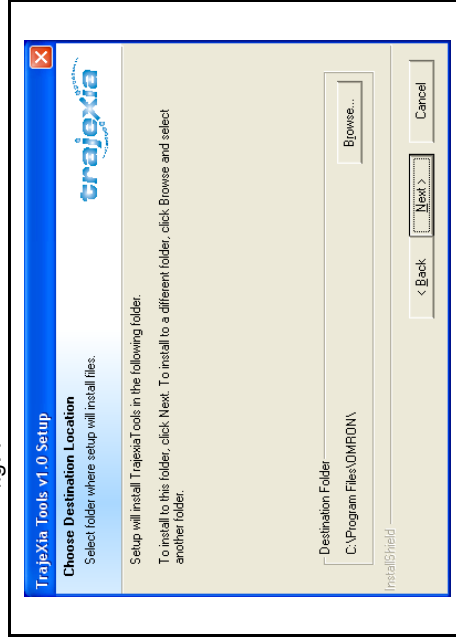 TrajeXia Tools v1.0 Setup
Choose Destination Location
Select folder where setup will install files.
trajexia
Setup will install TrajexiaTools in the following folder.
To install to this folder, click Next. To install to a different folder, click Browse and select
another folder.
Destination Folder
C:\Program Files\OMRON\
Browse...
InstallShield
< Back
Next >
Cancel